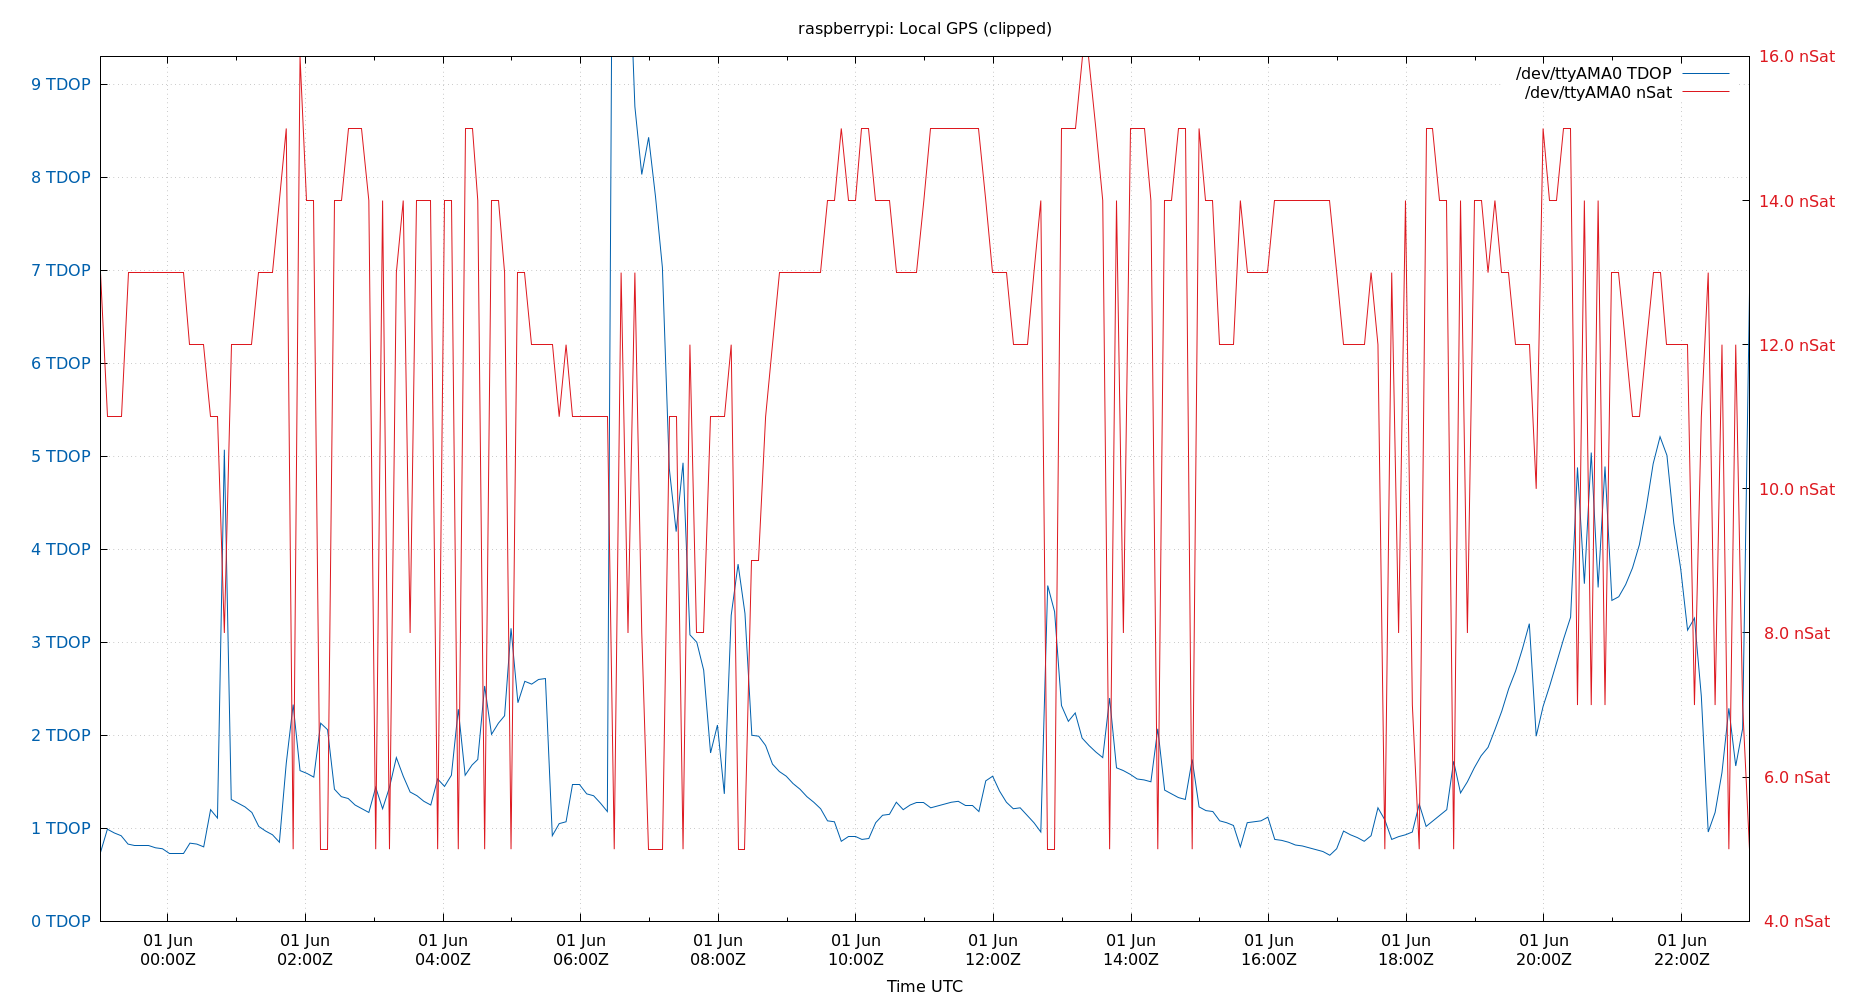 raspberrypi: Local GPS (clipped)
9 TDOP
8 TDOP
7 TDOP
6 TDOP
5 TDOP
4 TDOP
3 TDOP
2 TDOP
1 TDOP
0 TDOP
16.0 nSat
14.0 nSat
12.0 nSat
10.0 nSat
8.0 nSat
6.0 nSat
4.0 nSat
/dev/ttyAMA0 TDOP
/dev/ttyAMA0 nSat
01 Jun 01 Jun 01 Jun 01 Jun 01 Jun 01 Jun 01 Jun 01 Jun 01 Jun 01 Jun 01 Jun 01 Jun
00:00Z 02:00Z 04:00Z 06:00Z 08:00Z 10:00Z 12:00Z 14:00Z 16:00Z 18:00Z 20:00Z 22:00Z
Time UTC